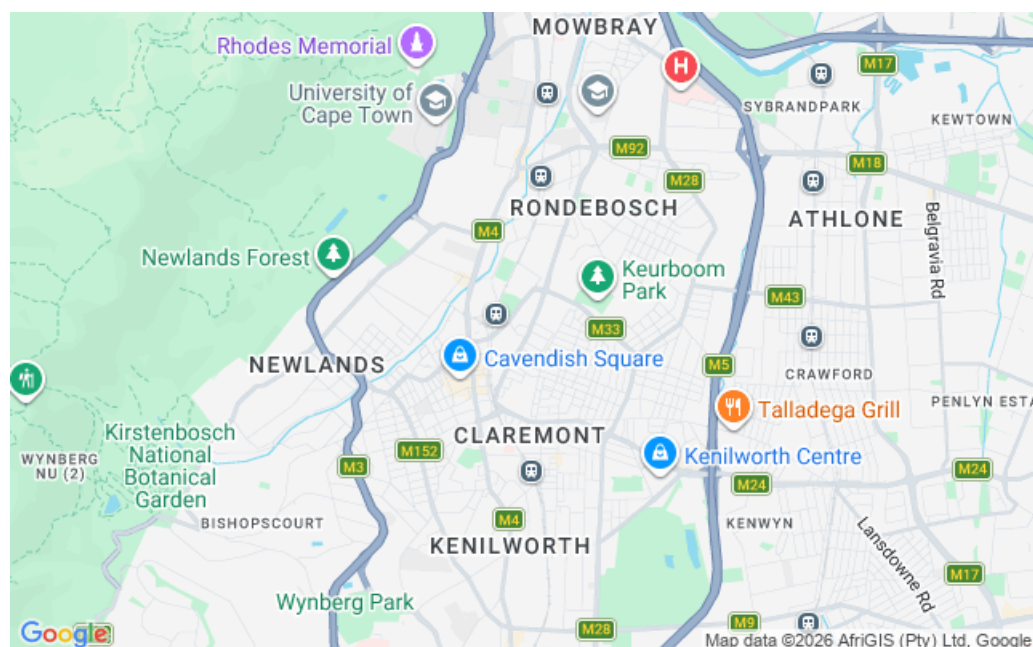 MOWBRAY
Rhodes Memorial
H
M17
University of
Cape Town
SYBRANDPARK
KEWTOWN
M92
M18
M28
RONDEBOSCH
ATHLONE
Belgravia Rd
M4
Newlands Forest
Keurboom
Park
M43
M33
NEWLANDS
Cavendish Square
M5
CRAWFORD
Talladega Grill
PENLYN ESTA
Kirstenbosch
National
Botanical
Garden
CLAREMONT
M152
Kenilworth Centre
WYNBERG
NU (2)
M3
M24
M24
BISHOPSCOURT
M4
KENWYN
Lansdowne Rd
KENILWORTH
M17
Wynberg Park
Google
M28
M9
Map data ©2026 AfriGIS (Pty) Ltd, Google